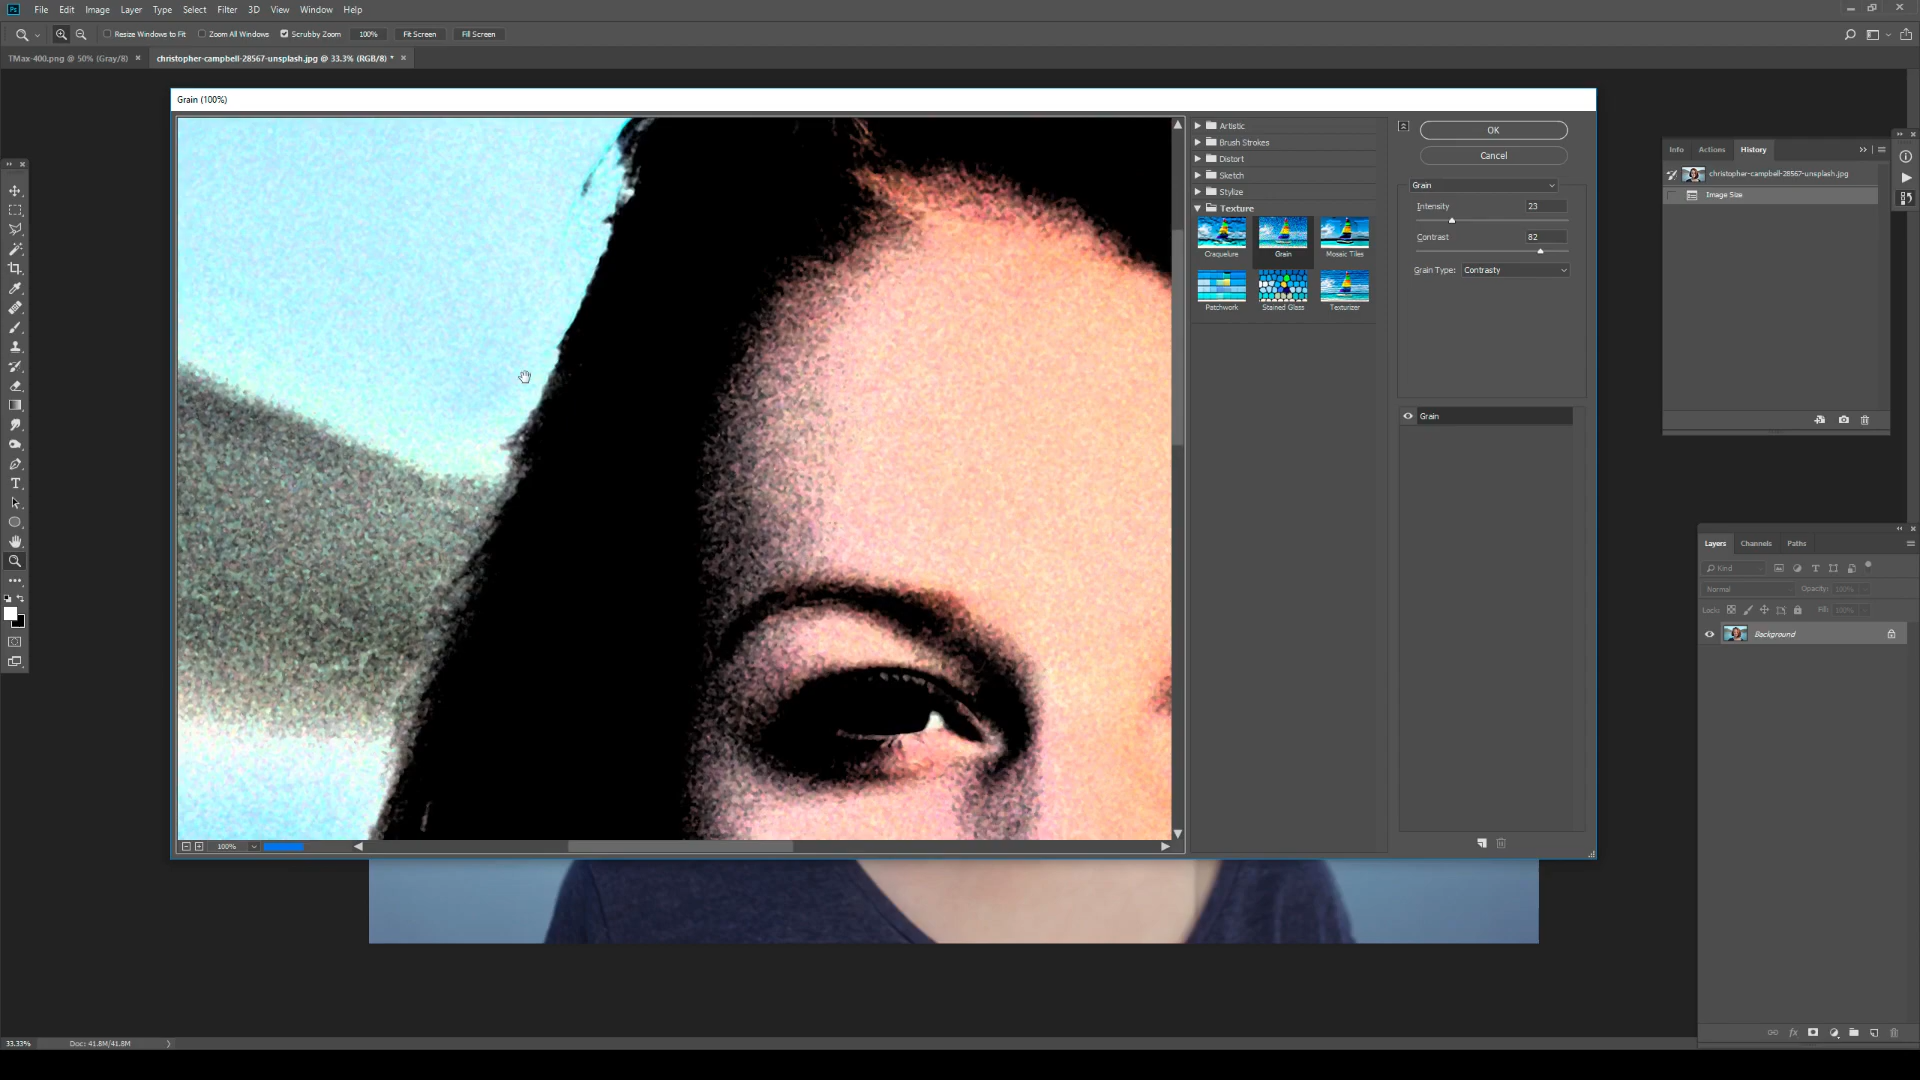 Ps File Edit Image Layer Type Select Filter 3D View Window Help
Resize Windows to Fit Zoom All Windows Scrubby Zoom 100% Fit Screen Fill Screen
TMax-400.png @ 50% (Gray/8) × christopher-campbell-28567-unsplash.jpg @ 33.3% (RGB/8) * ×
Grain (100%)
Artistic
Brush Strokes
Distort
Sketch
Stylize
Texture
Craquelure Grain Mosaic Tiles
Patchwork Stained Glass Texturizer
OK
Cancel
Grain
Intensity 23
Contrast 82
Grain Type: Contrasty
Grain
100%
Info Actions History
christopher-campbell-28567-unsplash.jpg
Image Size
Layers Channels Paths
Kind
Normal Opacity: 100%
Lock: Fill: 100%
Background
fx
33.33% Doc: 41.8M/41.8M